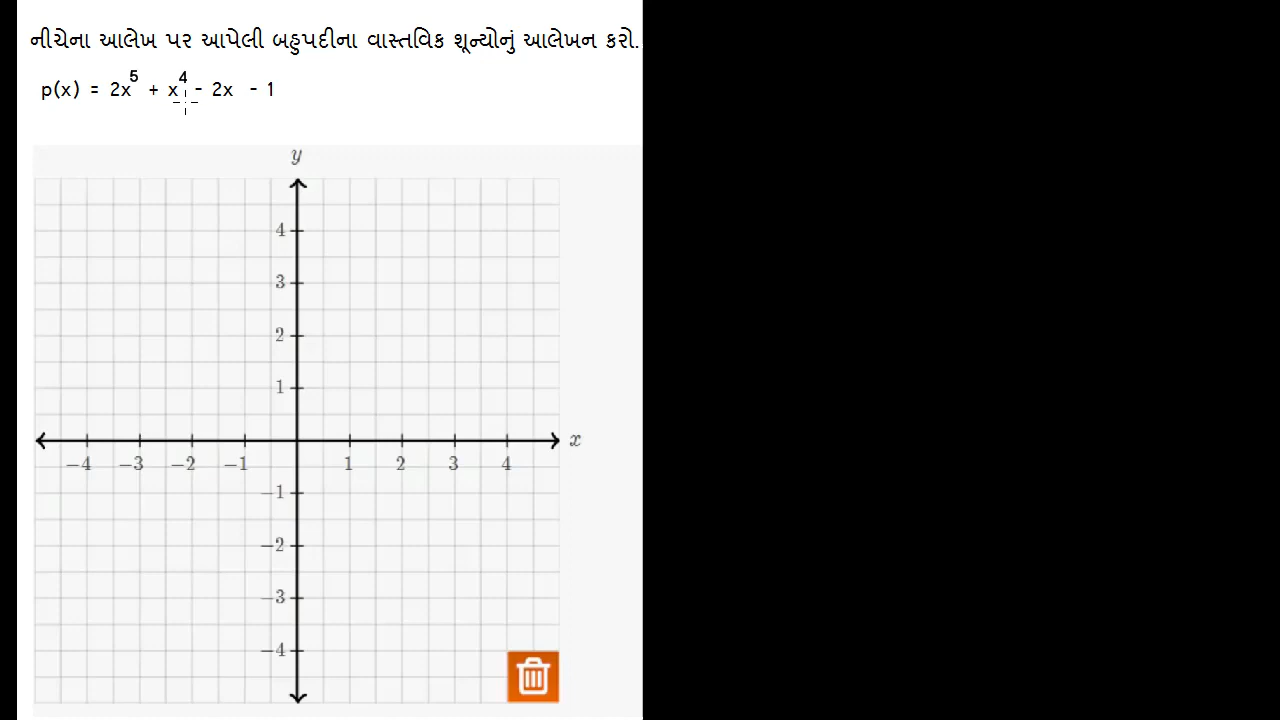 નીચેના આલેખ પર આપેલી બહુપદીના વાસ્તવિક શૂન્યોનું આલેખન કરો.
p(x) = 2x⁵ + x⁴ - 2x - 1
y
4
3
2
1
−4 −3 −2 −1 1 2 3 4 x
−1
−2
−3
−4